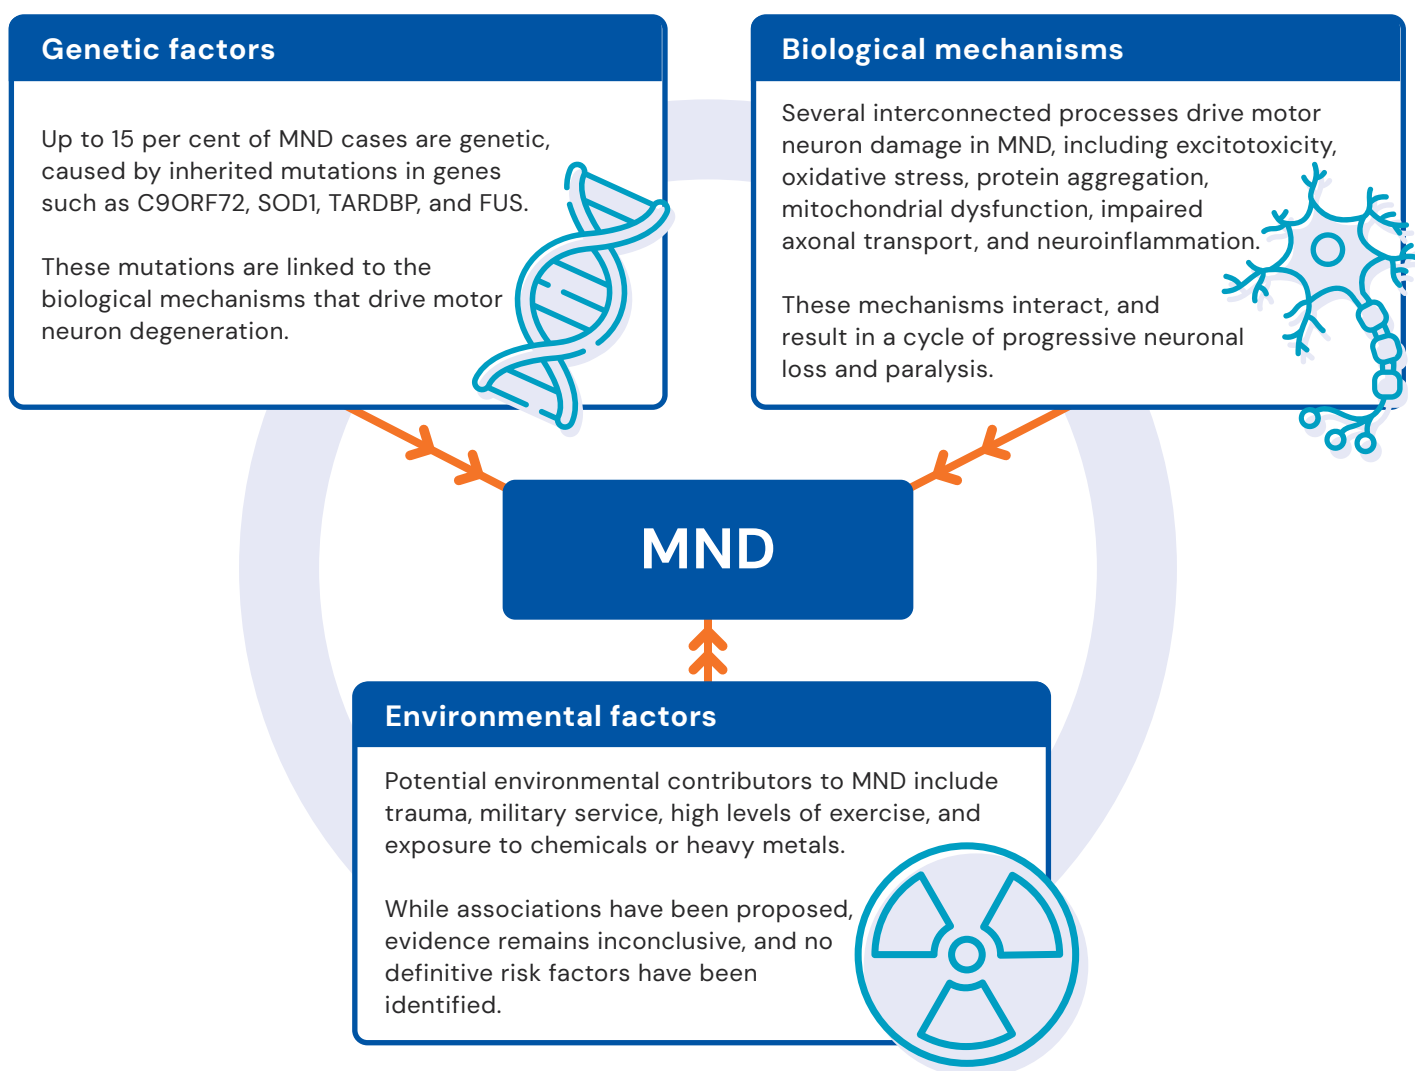 Genetic factors
Up to 15 per cent of MND cases are genetic,
caused by inherited mutations in genes
such as C9ORF72, SOD1, TARDBP, and FUS.
These mutations are linked to the
biological mechanisms that drive motor
neuron degeneration.
Biological mechanisms
Several interconnected processes drive motor
neuron damage in MND, including excitotoxicity,
oxidative stress, protein aggregation,
mitochondrial dysfunction, impaired
axonal transport, and neuroinflammation.
These mechanisms interact, and
result in a cycle of progressive neuronal
loss and paralysis.
MND
Environmental factors
Potential environmental contributors to MND include
trauma, military service, high levels of exercise, and
exposure to chemicals or heavy metals.
While associations have been proposed,
evidence remains inconclusive, and no
definitive risk factors have been
identified.